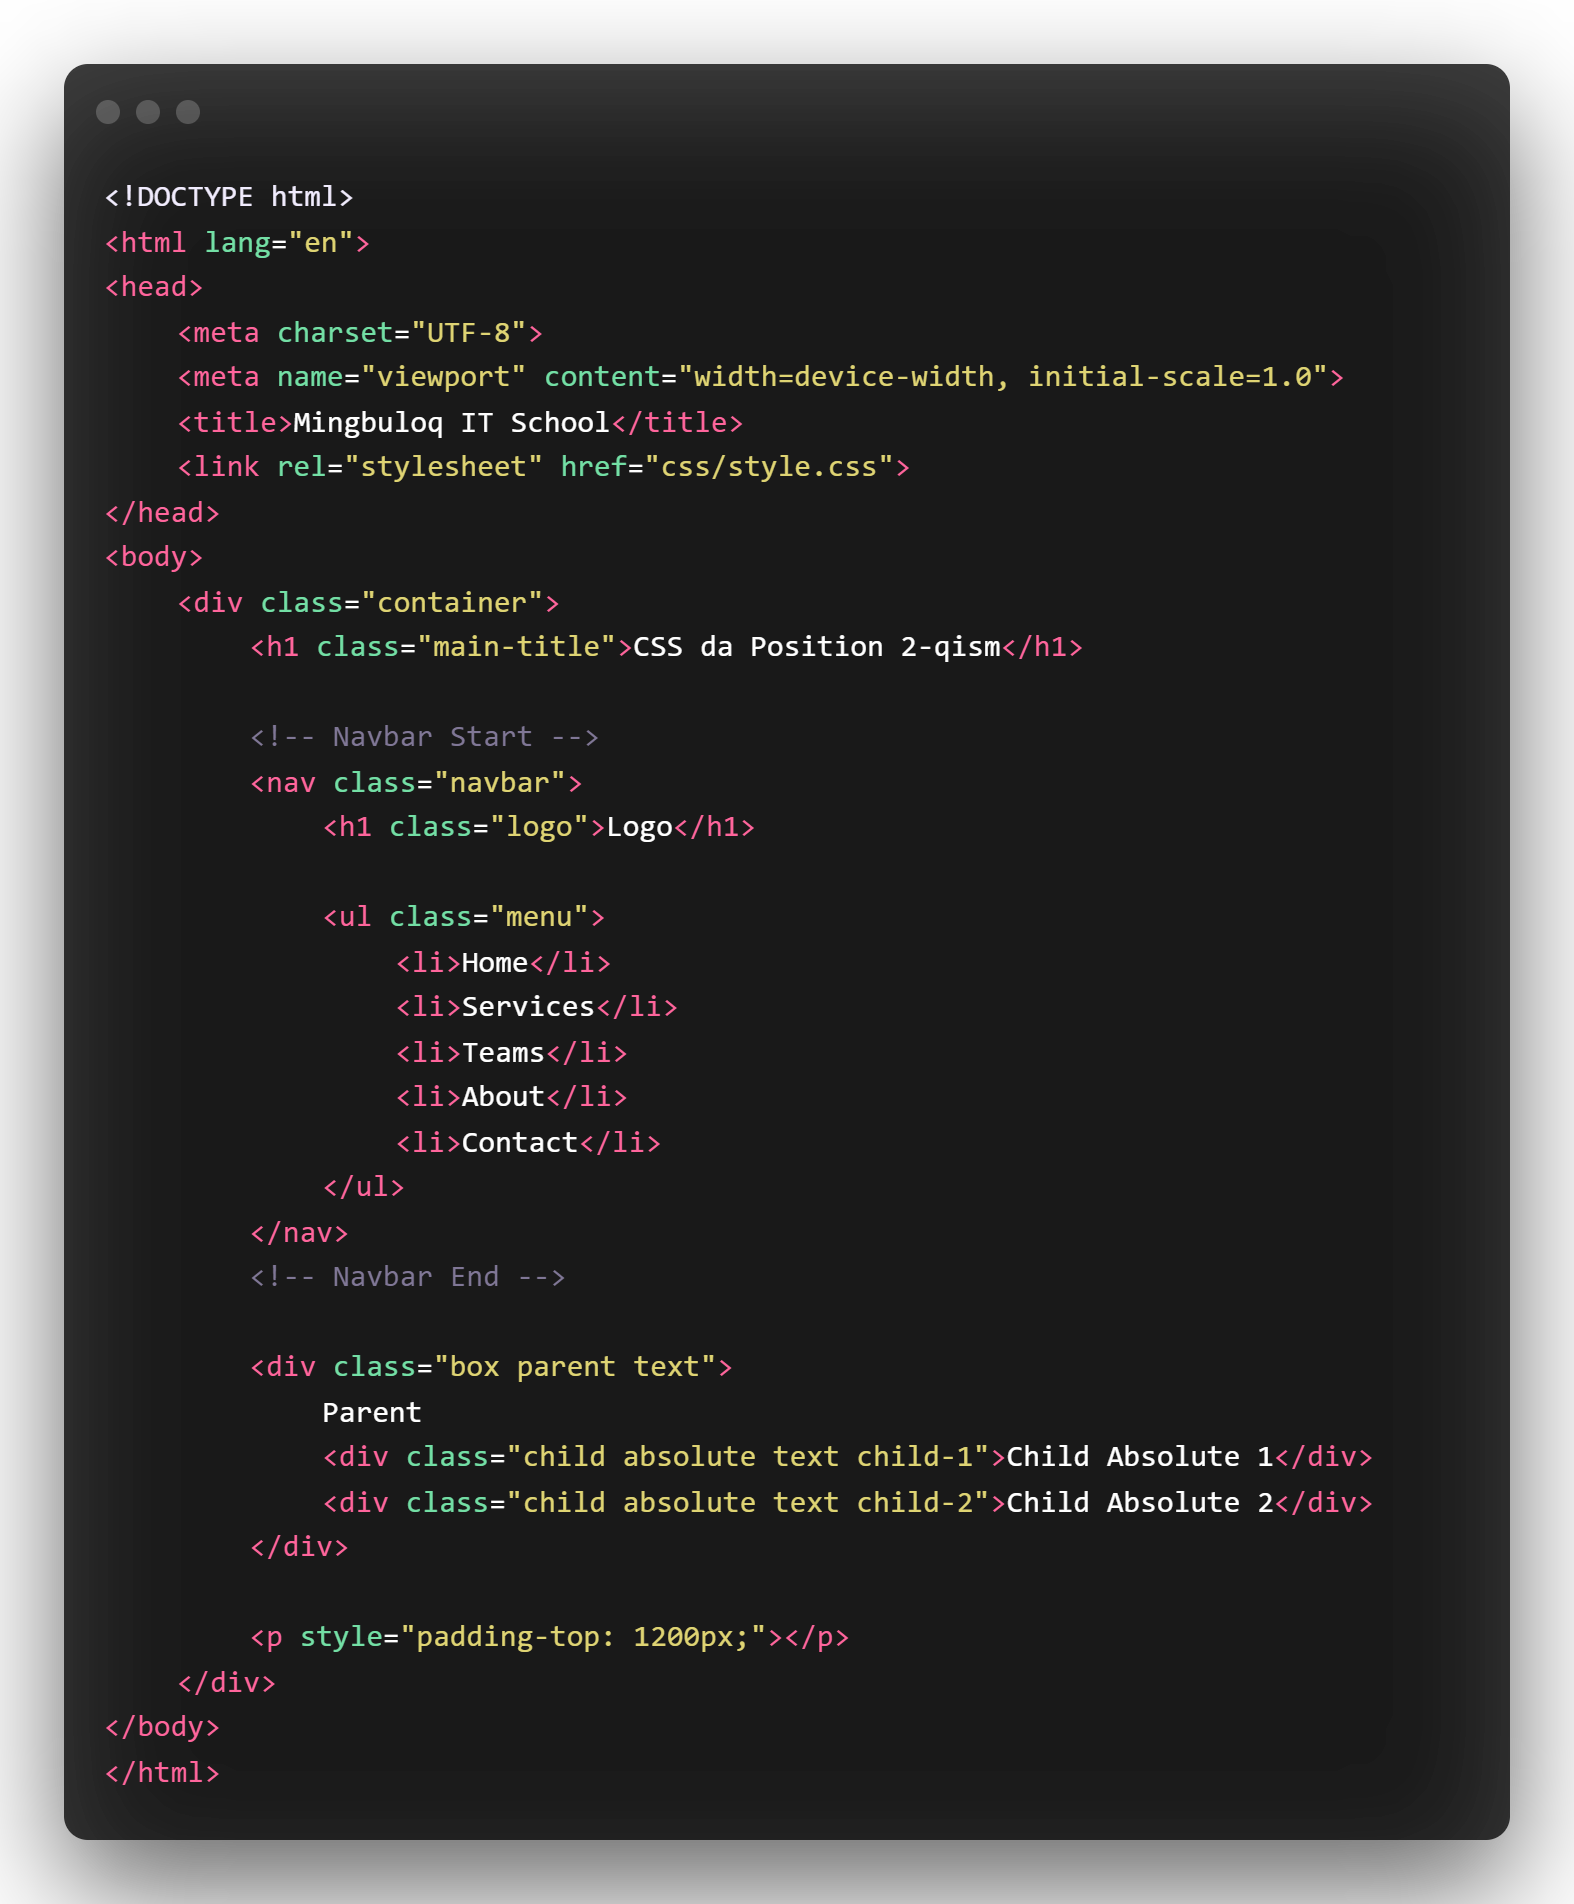 <!DOCTYPE html>
<html lang="en">
<head>
    <meta charset="UTF-8">
    <meta name="viewport" content="width=device-width, initial-scale=1.0">
    <title>Mingbuloq IT School</title>
    <link rel="stylesheet" href="css/style.css">
</head>
<body>
    <div class="container">
        <h1 class="main-title">CSS da Position 2-qism</h1>

        <!-- Navbar Start -->
        <nav class="navbar">
            <h1 class="logo">Logo</h1>

            <ul class="menu">
                <li>Home</li>
                <li>Services</li>
                <li>Teams</li>
                <li>About</li>
                <li>Contact</li>
            </ul>
        </nav>
        <!-- Navbar End -->

        <div class="box parent text">
            Parent
            <div class="child absolute text child-1">Child Absolute 1</div>
            <div class="child absolute text child-2">Child Absolute 2</div>
        </div>

        <p style="padding-top: 1200px;"></p>
    </div>
</body>
</html>